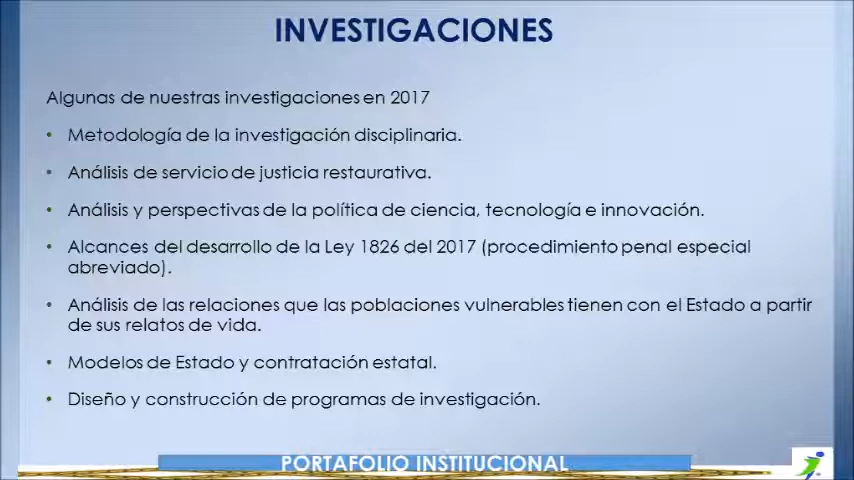 INVESTIGACIONES
Algunas de nuestras investigaciones en 2017
• Metodología de la investigación disciplinaria.
• Análisis de servicio de justicia restaurativa.
• Análisis y perspectivas de la política de ciencia, tecnología e innovación.
• Alcances del desarrollo de la Ley 1826 del 2017 (procedimiento penal especial
abreviado).
• Análisis de las relaciones que las poblaciones vulnerables tienen con el Estado a partir
de sus relatos de vida.
• Modelos de Estado y contratación estatal.
• Diseño y construcción de programas de investigación.
PORTAFOLIO INSTITUCIONAL